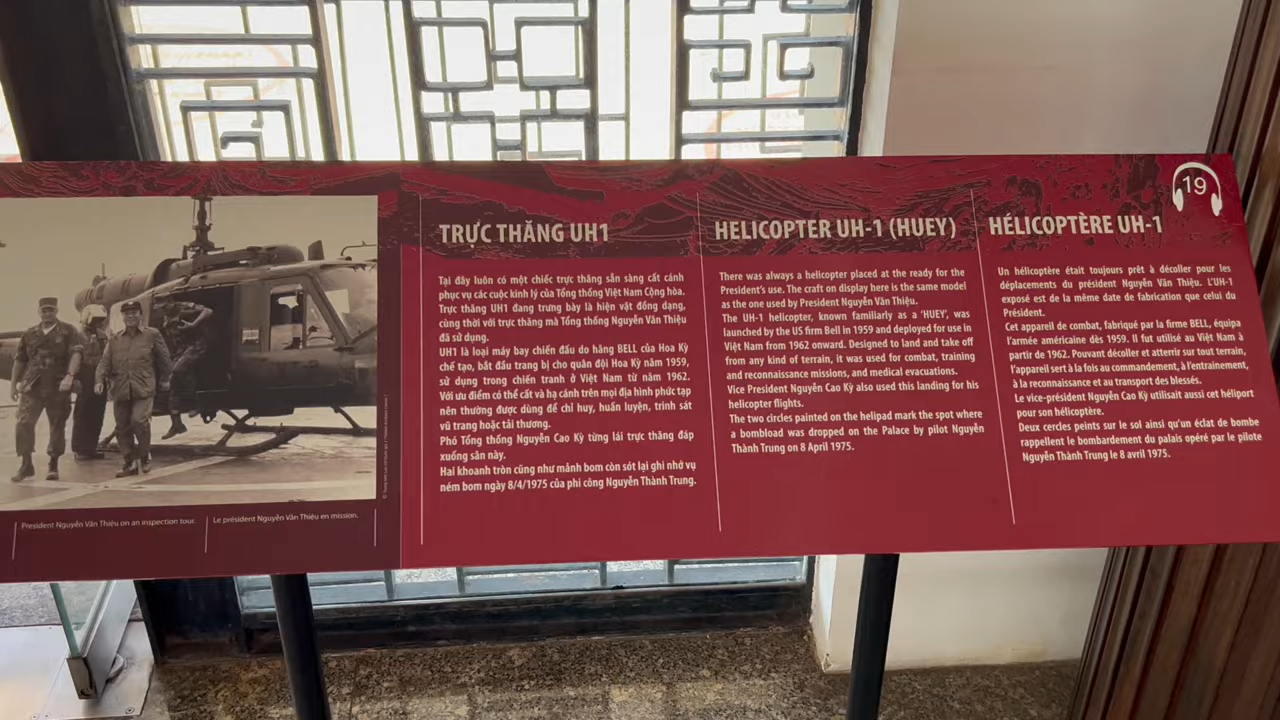 19
TRỰC THĂNG UH1
Tại đây luôn có một chiếc trực thăng sẵn sàng cất cánh
phục vụ các cuộc kinh lý của Tổng thống Việt Nam Cộng hòa.
Trực thăng UH1 đang trưng bày là hiện vật đồng dạng,
cùng thời với trực thăng mà Tổng thống Nguyễn Văn Thiệu
đã sử dụng.
UH1 là loại máy bay chiến đấu do hãng BELL của Hoa Kỳ
chế tạo, bắt đầu trang bị cho quân đội Hoa Kỳ năm 1959,
sử dụng trong chiến tranh ở Việt Nam từ năm 1962.
Với ưu điểm có thể cất và hạ cánh trên mọi địa hình phức tạp
nên thường được dùng để chỉ huy, huấn luyện, trinh sát
vũ trang hoặc tải thương.
Phó Tổng thống Nguyễn Cao Kỳ từng lái trực thăng đáp
xuống sân này.
Hai khoanh tròn cũng như mảnh bom còn sót lại ghi nhớ vụ
ném bom ngày 8/4/1975 của phi công Nguyễn Thành Trung.
HELICOPTER UH-1 (HUEY)
There was always a helicopter placed at the ready for the
President's use. The craft on display here is the same model
as the one used by President Nguyễn Văn Thiệu.
The UH-1 helicopter, known familiarly as a 'HUEY', was
launched by the US firm Bell in 1959 and deployed for use in
Việt Nam from 1962 onward. Designed to land and take off
from any kind of terrain, it was used for combat, training
and reconnaissance missions, and medical evacuations.
Vice President Nguyễn Cao Kỳ also used this landing for his
helicopter flights.
The two circles painted on the helipad mark the spot where
a bombload was dropped on the Palace by pilot Nguyễn
Thành Trung on 8 April 1975.
HÉLICOPTÈRE UH-1
Un hélicoptère était toujours prêt à décoller pour les
déplacements du président Nguyễn Văn Thiệu. L'UH-1
exposé est de la même date de fabrication que celui du
Président.
Cet appareil de combat, fabriqué par la firme BELL, équipa
l'armée américaine dès 1959. Il fut utilisé au Việt Nam à
partir de 1962. Pouvant décoller et atterrir sur tout terrain,
l'appareil sert à la fois au commandement, à l'entrainement,
à la reconnaissance et au transport des blessés.
Le vice-président Nguyễn Cao Kỳ utilisait aussi cet héliport
pour son hélicoptère.
Deux cercles peints sur le sol ainsi qu'un éclat de bombe
rappellent le bombardement du palais opéré par le pilote
Nguyễn Thành Trung le 8 avril 1975.
President Nguyễn Văn Thiệu on an inspection tour.
Le président Nguyễn Văn Thiệu en mission.